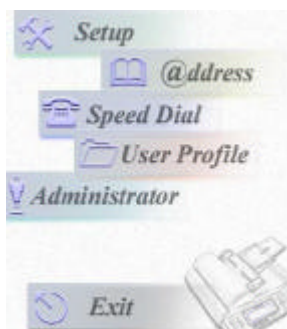 Setup
@ddress
Speed Dial
User Profile
Administrator
Exit